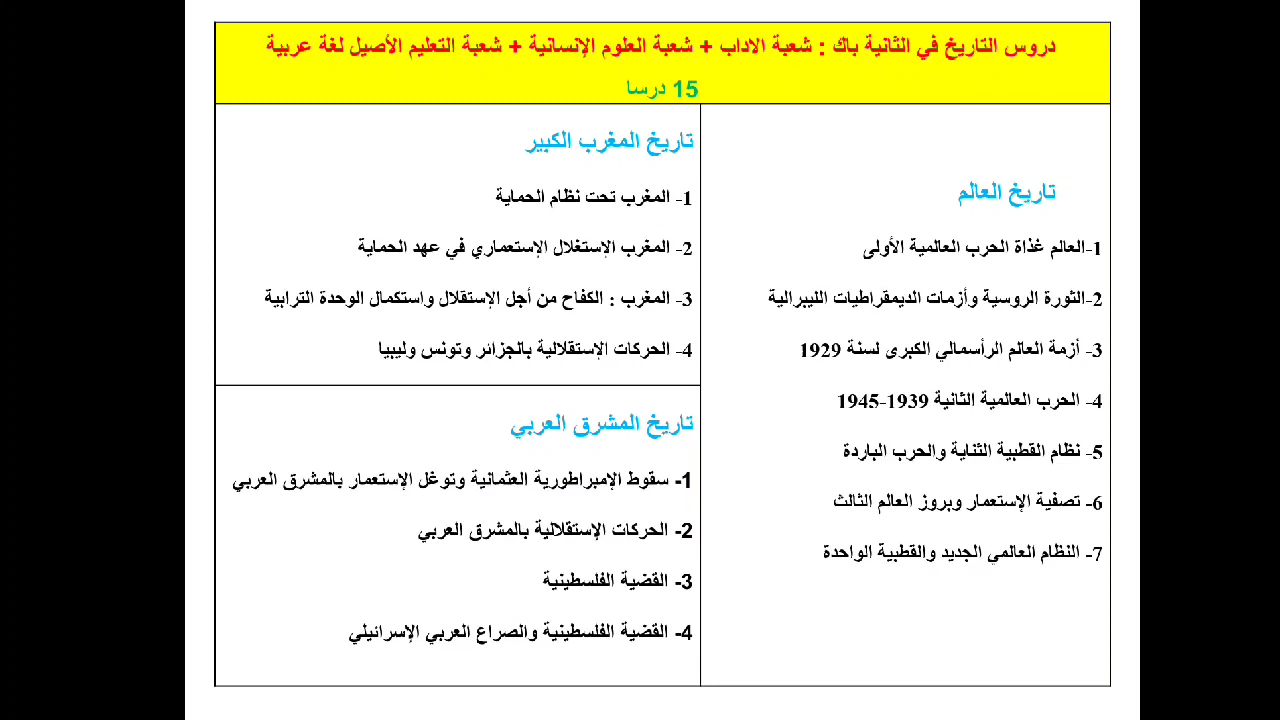 دروس التاريخ في الثانية باك : شعبة الاداب + شعبة العلوم الإنسانية + شعبة التعليم الأصيل لغة عربية
15 درسا
تاريخ العالم
1-العالم غذاة الحرب العالمية الأولى
2-الثورة الروسية وأزمات الديمقراطيات الليبرالية
3- أزمة العالم الرأسمالي الكبرى لسنة 1929
4- الحرب العالمية الثانية 1939-1945
5- نظام القطبية الثناية والحرب الباردة
6- تصفية الإستعمار وبروز العالم الثالث
7- النظام العالمي الجديد والقطبية الواحدة
تاريخ المغرب الكبير
1- المغرب تحت نظام الحماية
2- المغرب الإستغلال الإستعماري في عهد الحماية
3- المغرب : الكفاح من أجل الإستقلال واستكمال الوحدة الترابية
4- الحركات الإستقلالية بالجزائر وتونس وليبيا
تاريخ المشرق العربي
1- سقوط الإمبراطورية العثمانية وتوغل الإستعمار بالمشرق العربي
2- الحركات الإستقلالية بالمشرق العربي
3- القضية الفلسطينية
4- القضية الفلسطينية والصراع العربي الإسرائيلي